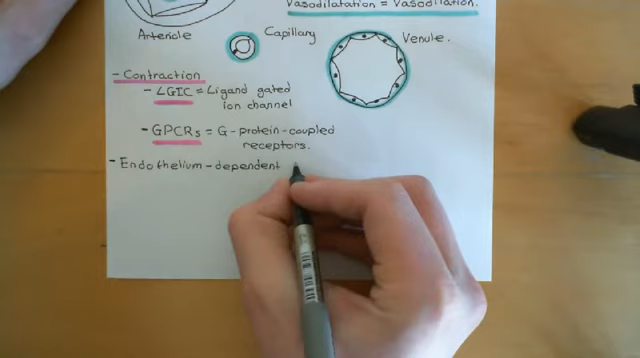 Vasodilatation = Vasodilation.
Arteriole
Capillary
Venule.
- Contraction
- LGIC = Ligand gated
ion channel
- GPCRs = G-protein-coupled
receptors.
- Endothelium-dependent